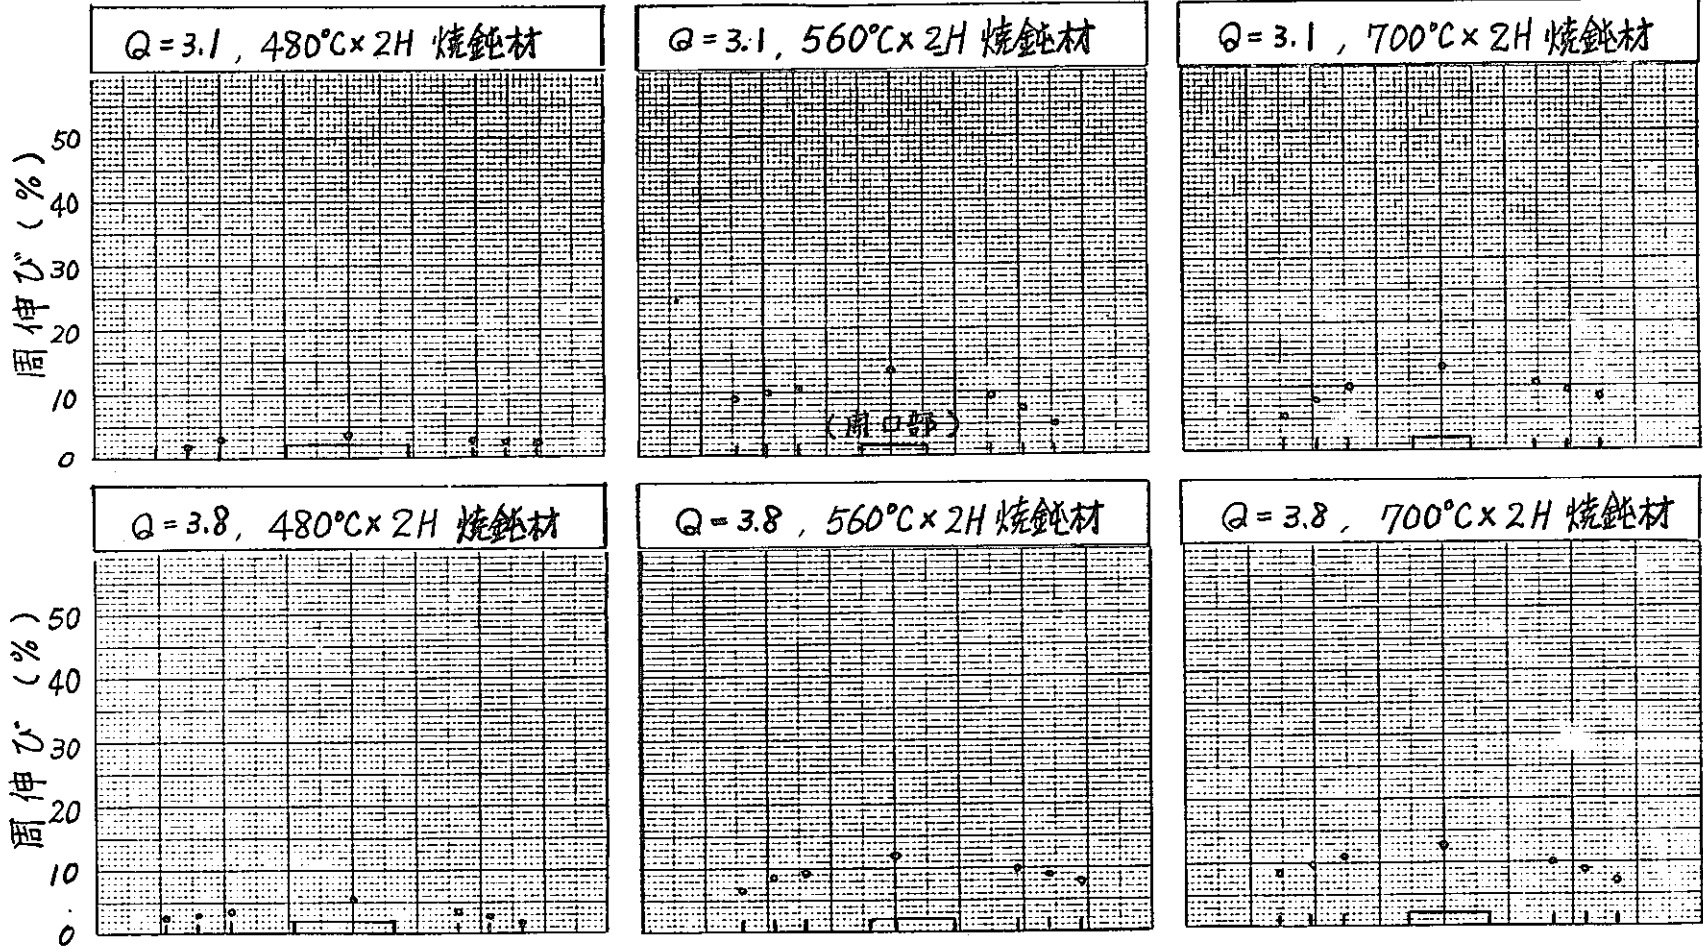 Q=3.1, 480℃×2H 焼鈍材
Q=3.1, 560℃×2H 焼鈍材
Q=3.1, 700℃×2H 焼鈍材
周伸び (%)
50
40
30
20
10
0
(開口部)
Q=3.8, 480℃×2H 焼鈍材
Q=3.8, 560℃×2H 焼鈍材
Q=3.8, 700℃×2H 焼鈍材
周伸び (%)
50
40
30
20
10
0